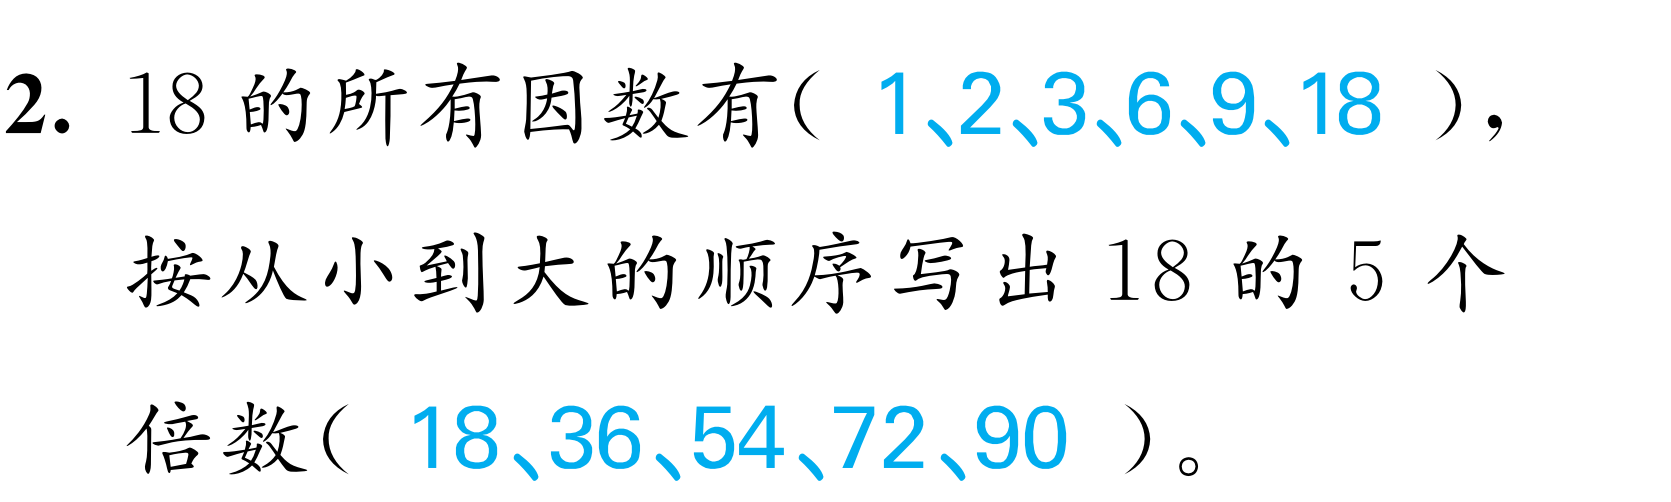 2. 18 的所有因数有( 1、2、3、6、9、18 ),
按从小到大的顺序写出 18 的 5 个
倍数( 18、36、54、72、90 )。